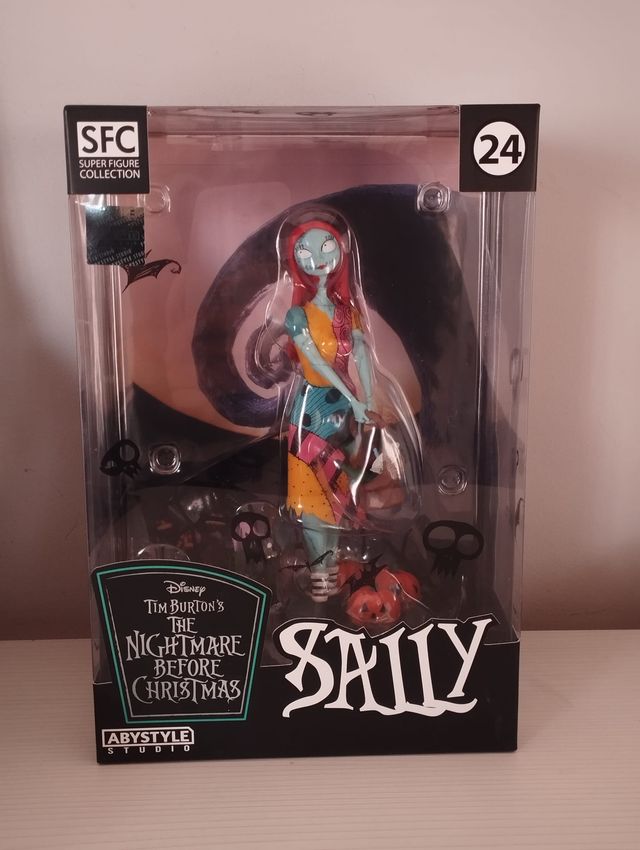 SFC
SUPER FIGURE
COLLECTION
24
Disney
TIM BURTON'S
THE
NIGHTMARE
BEFORE
CHRISTMAS
SALLY
ABYSTYLE
STUDIO